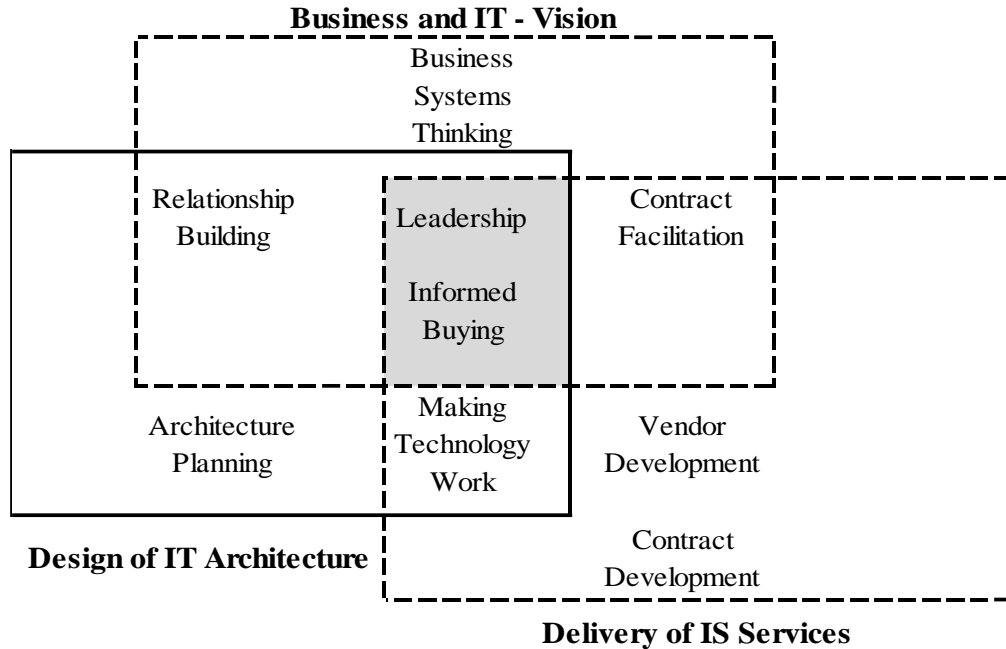 Business and IT - Vision
Business
Systems
Thinking
Relationship
Building
Leadership
Contract
Facilitation
Informed
Buying
Architecture
Planning
Making
Technology
Work
Vendor
Development
Design of IT Architecture
Contract
Development
Delivery of IS Services